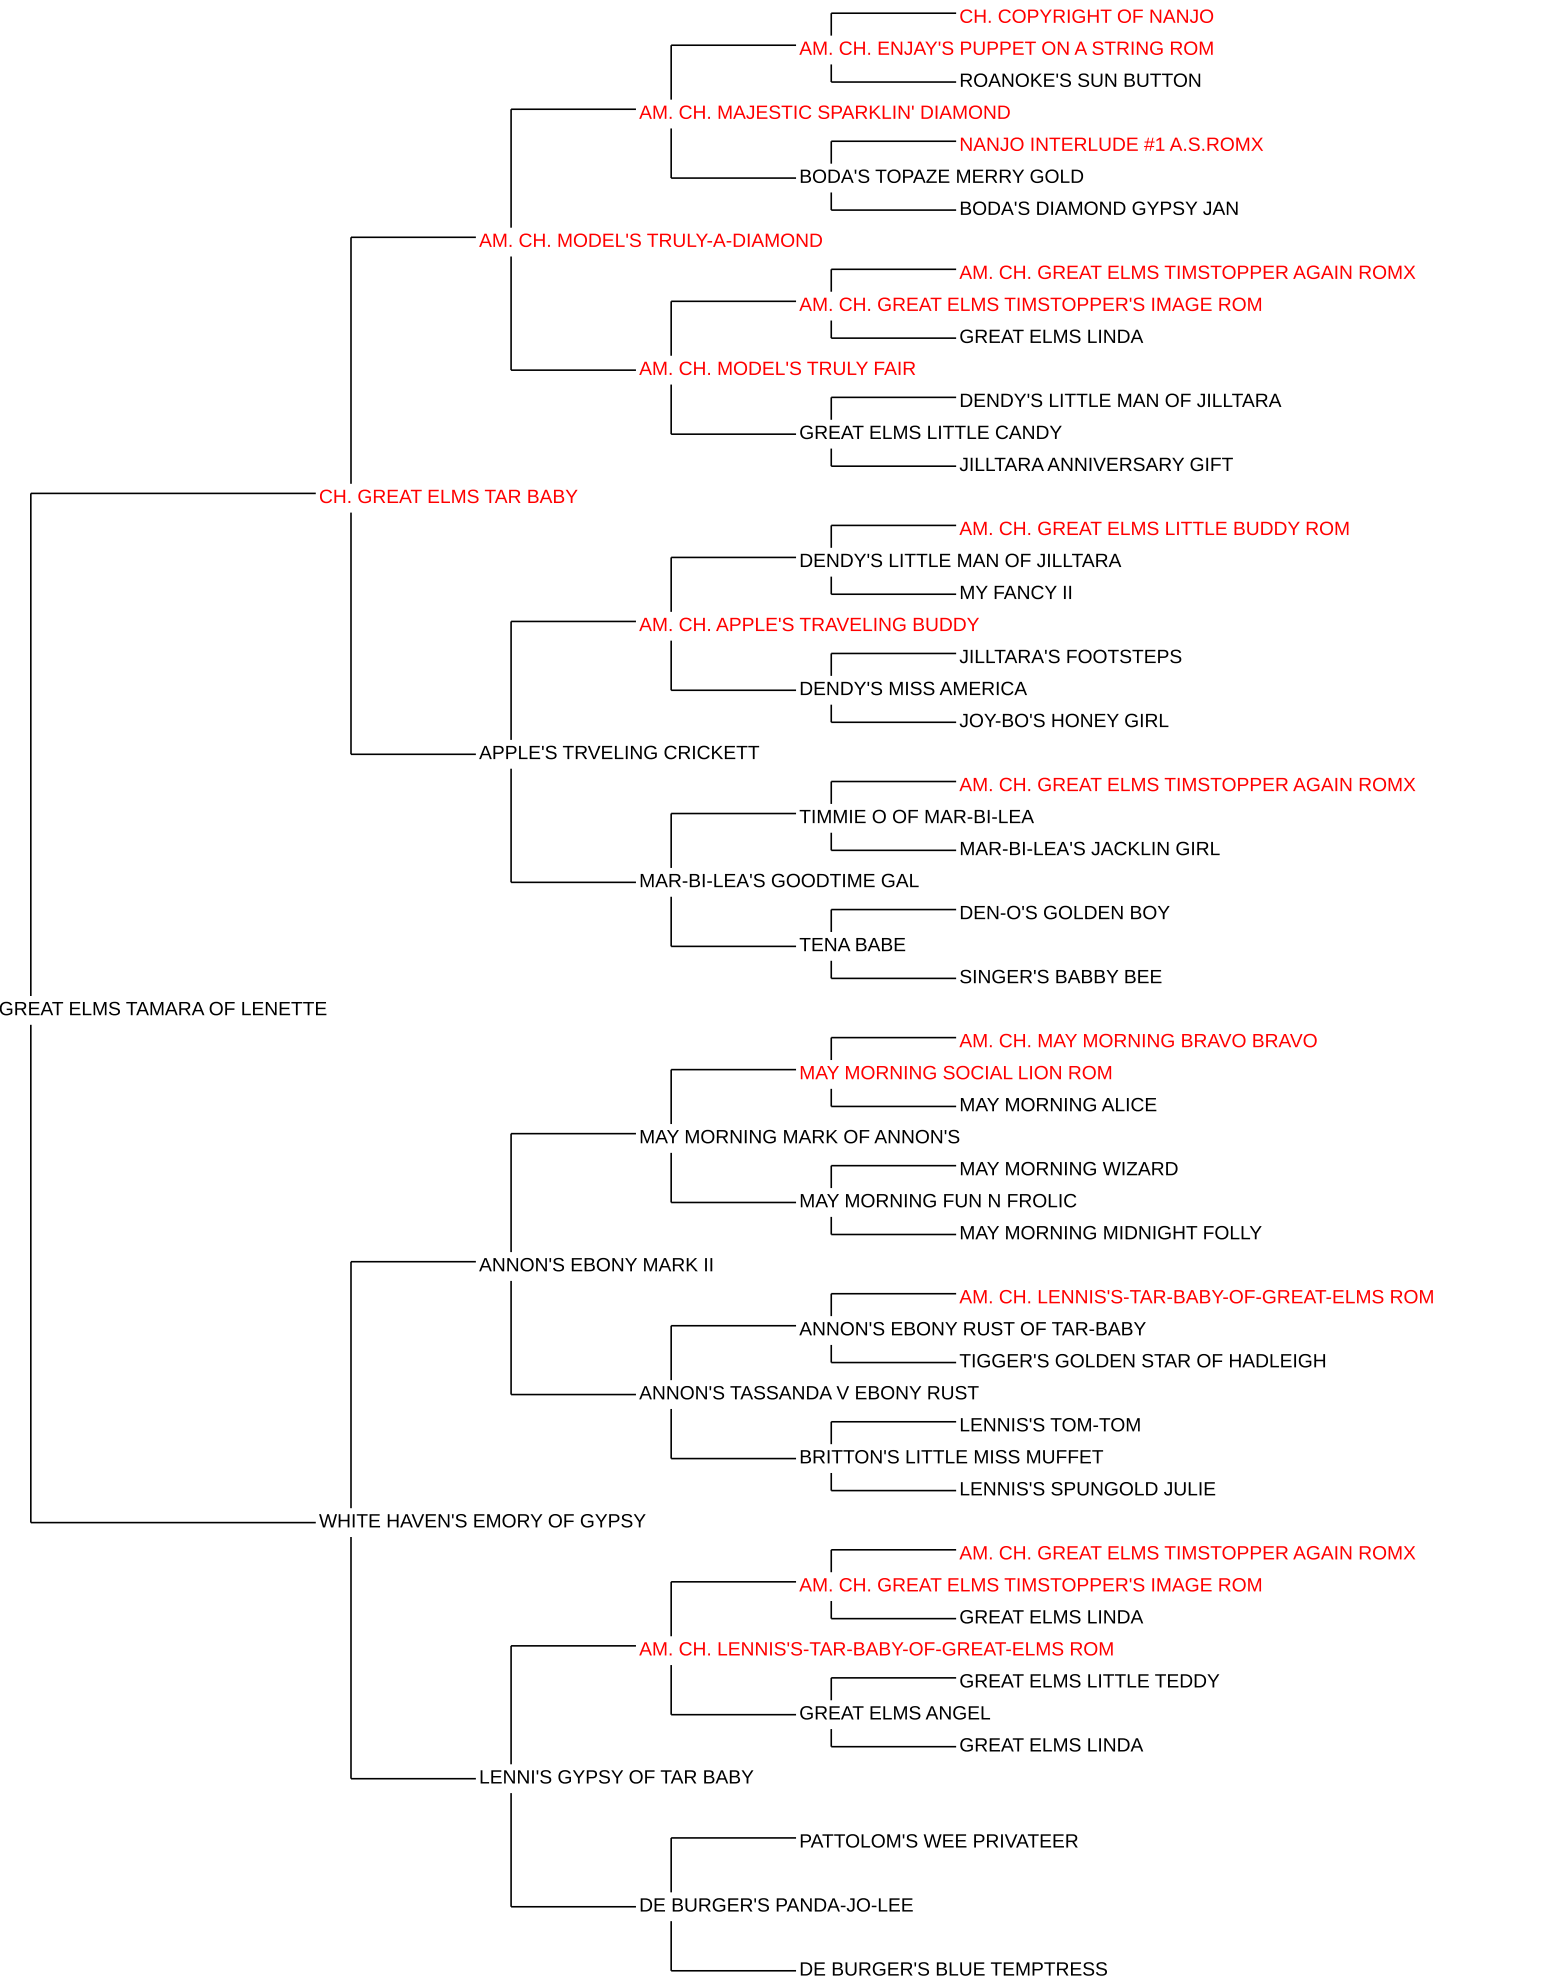 CH. COPYRIGHT OF NANJO
AM. CH. ENJAY'S PUPPET ON A STRING ROM
ROANOKE'S SUN BUTTON
AM. CH. MAJESTIC SPARKLIN' DIAMOND
NANJO INTERLUDE #1 A.S.ROMX
BODA'S TOPAZE MERRY GOLD
BODA'S DIAMOND GYPSY JAN
AM. CH. MODEL'S TRULY-A-DIAMOND
AM. CH. GREAT ELMS TIMSTOPPER AGAIN ROMX
AM. CH. GREAT ELMS TIMSTOPPER'S IMAGE ROM
GREAT ELMS LINDA
AM. CH. MODEL'S TRULY FAIR
DENDY'S LITTLE MAN OF JILLTARA
GREAT ELMS LITTLE CANDY
JILLTARA ANNIVERSARY GIFT
CH. GREAT ELMS TAR BABY
AM. CH. GREAT ELMS LITTLE BUDDY ROM
DENDY'S LITTLE MAN OF JILLTARA
MY FANCY II
AM. CH. APPLE'S TRAVELING BUDDY
JILLTARA'S FOOTSTEPS
DENDY'S MISS AMERICA
JOY-BO'S HONEY GIRL
APPLE'S TRVELING CRICKETT
AM. CH. GREAT ELMS TIMSTOPPER AGAIN ROMX
TIMMIE O OF MAR-BI-LEA
MAR-BI-LEA'S JACKLIN GIRL
MAR-BI-LEA'S GOODTIME GAL
DEN-O'S GOLDEN BOY
TENA BABE
SINGER'S BABBY BEE
GREAT ELMS TAMARA OF LENETTE
AM. CH. MAY MORNING BRAVO BRAVO
MAY MORNING SOCIAL LION ROM
MAY MORNING ALICE
MAY MORNING MARK OF ANNON'S
MAY MORNING WIZARD
MAY MORNING FUN N FROLIC
MAY MORNING MIDNIGHT FOLLY
ANNON'S EBONY MARK II
AM. CH. LENNIS'S-TAR-BABY-OF-GREAT-ELMS ROM
ANNON'S EBONY RUST OF TAR-BABY
TIGGER'S GOLDEN STAR OF HADLEIGH
ANNON'S TASSANDA V EBONY RUST
LENNIS'S TOM-TOM
BRITTON'S LITTLE MISS MUFFET
LENNIS'S SPUNGOLD JULIE
WHITE HAVEN'S EMORY OF GYPSY
AM. CH. GREAT ELMS TIMSTOPPER AGAIN ROMX
AM. CH. GREAT ELMS TIMSTOPPER'S IMAGE ROM
GREAT ELMS LINDA
AM. CH. LENNIS'S-TAR-BABY-OF-GREAT-ELMS ROM
GREAT ELMS LITTLE TEDDY
GREAT ELMS ANGEL
GREAT ELMS LINDA
LENNI'S GYPSY OF TAR BABY
PATTOLOM'S WEE PRIVATEER
DE BURGER'S PANDA-JO-LEE
DE BURGER'S BLUE TEMPTRESS